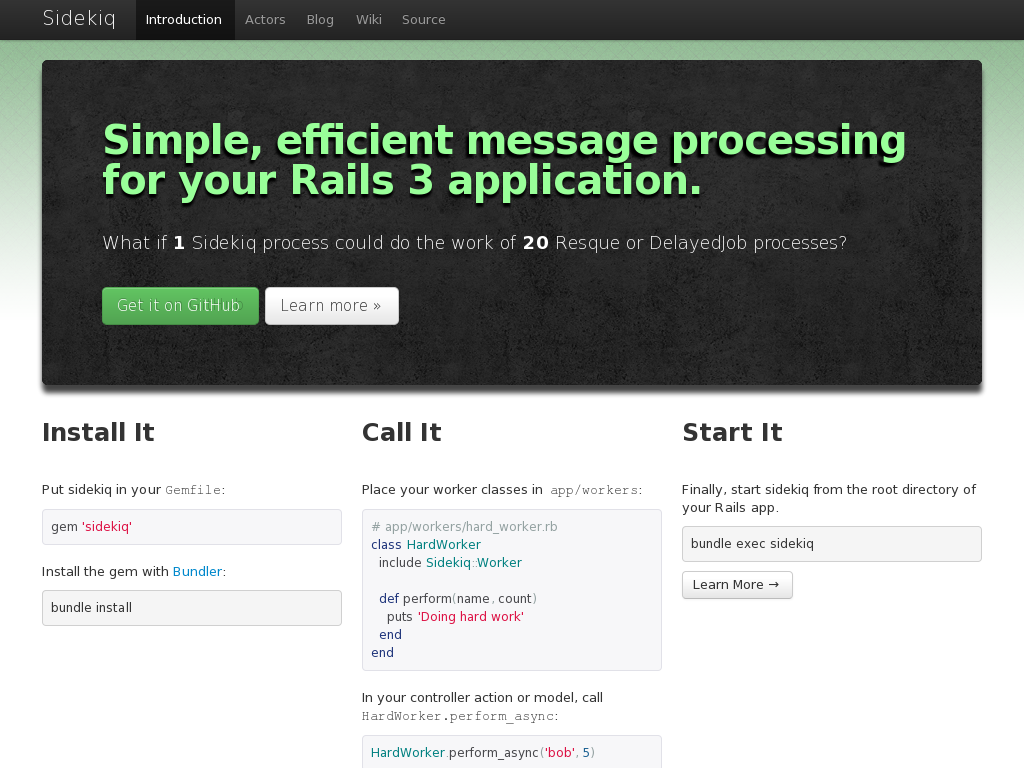 Sidekiq Introduction Actors Blog Wiki Source
Simple, efficient message processing
for your Rails 3 application.
What if 1 Sidekiq process could do the work of 20 Resque or DelayedJob processes?
Get it on GitHub Learn more »
Install It
Put sidekiq in your Gemfile:
gem 'sidekiq'
Install the gem with Bundler:
bundle install
Call It
Place your worker classes in app/workers:
# app/workers/hard_worker.rb
class HardWorker
  include Sidekiq::Worker

  def perform(name, count)
    puts 'Doing hard work'
  end
end
In your controller action or model, call
HardWorker.perform_async:
HardWorker.perform_async('bob', 5)
Start It
Finally, start sidekiq from the root directory of
your Rails app.
bundle exec sidekiq
Learn More →